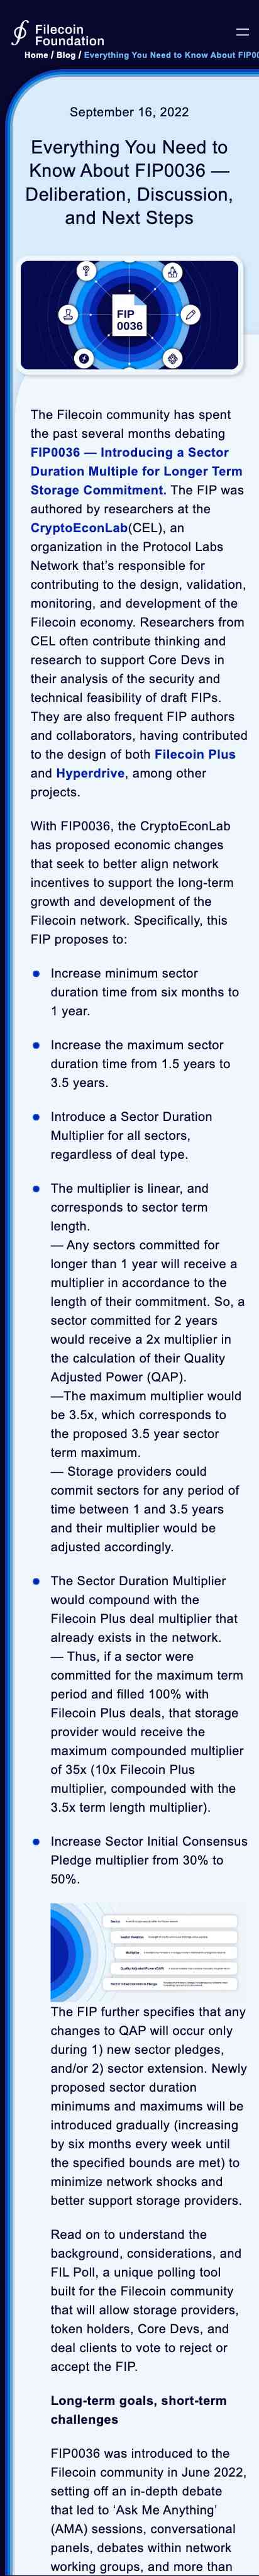 Filecoin
Foundation
Home / Blog / Everything You Need to Know About FIP00
September 16, 2022
Everything You Need to
Know About FIP0036 —
Deliberation, Discussion,
and Next Steps
FIP
0036
The Filecoin community has spent
the past several months debating
FIP0036 — Introducing a Sector
Duration Multiple for Longer Term
Storage Commitment. The FIP was
authored by researchers at the
CryptoEconLab(CEL), an
organization in the Protocol Labs
Network that's responsible for
contributing to the design, validation,
monitoring, and development of the
Filecoin economy. Researchers from
CEL often contribute thinking and
research to support Core Devs in
their analysis of the security and
technical feasibility of draft FIPs.
They are also frequent FIP authors
and collaborators, having contributed
to the design of both Filecoin Plus
and Hyperdrive, among other
projects.
With FIP0036, the CryptoEconLab
has proposed economic changes
that seek to better align network
incentives to support the long-term
growth and development of the
Filecoin network. Specifically, this
FIP proposes to:
Increase minimum sector
duration time from six months to
1 year.
Increase the maximum sector
duration time from 1.5 years to
3.5 years.
Introduce a Sector Duration
Multiplier for all sectors,
regardless of deal type.
The multiplier is linear, and
corresponds to sector term
length.
— Any sectors committed for
longer than 1 year will receive a
multiplier in accordance to the
length of their commitment. So, a
sector committed for 2 years
would receive a 2x multiplier in
the calculation of their Quality
Adjusted Power (QAP).
—The maximum multiplier would
be 3.5x, which corresponds to
the proposed 3.5 year sector
term maximum.
— Storage providers could
commit sectors for any period of
time between 1 and 3.5 years
and their multiplier would be
adjusted accordingly.
The Sector Duration Multiplier
would compound with the
Filecoin Plus deal multiplier that
already exists in the network.
— Thus, if a sector were
committed for the maximum term
period and filled 100% with
Filecoin Plus deals, that storage
provider would receive the
maximum compounded multiplier
of 35x (10x Filecoin Plus
multiplier, compounded with the
3.5x term length multiplier).
Increase Sector Initial Consensus
Pledge multiplier from 30% to
50%.
The FIP further specifies that any
changes to QAP will occur only
during 1) new sector pledges,
and/or 2) sector extension. Newly
proposed sector duration
minimums and maximums will be
introduced gradually (increasing
by six months every week until
the specified bounds are met) to
minimize network shocks and
better support storage providers.
Read on to understand the
background, considerations, and
FIL Poll, a unique polling tool
built for the Filecoin community
that will allow storage providers,
token holders, Core Devs, and
deal clients to vote to reject or
accept the FIP.
Long-term goals, short-term
challenges
FIP0036 was introduced to the
Filecoin community in June 2022,
setting off an in-depth debate
that led to ‘Ask Me Anything’
(AMA) sessions, conversational
panels, debates within network
working groups, and more than